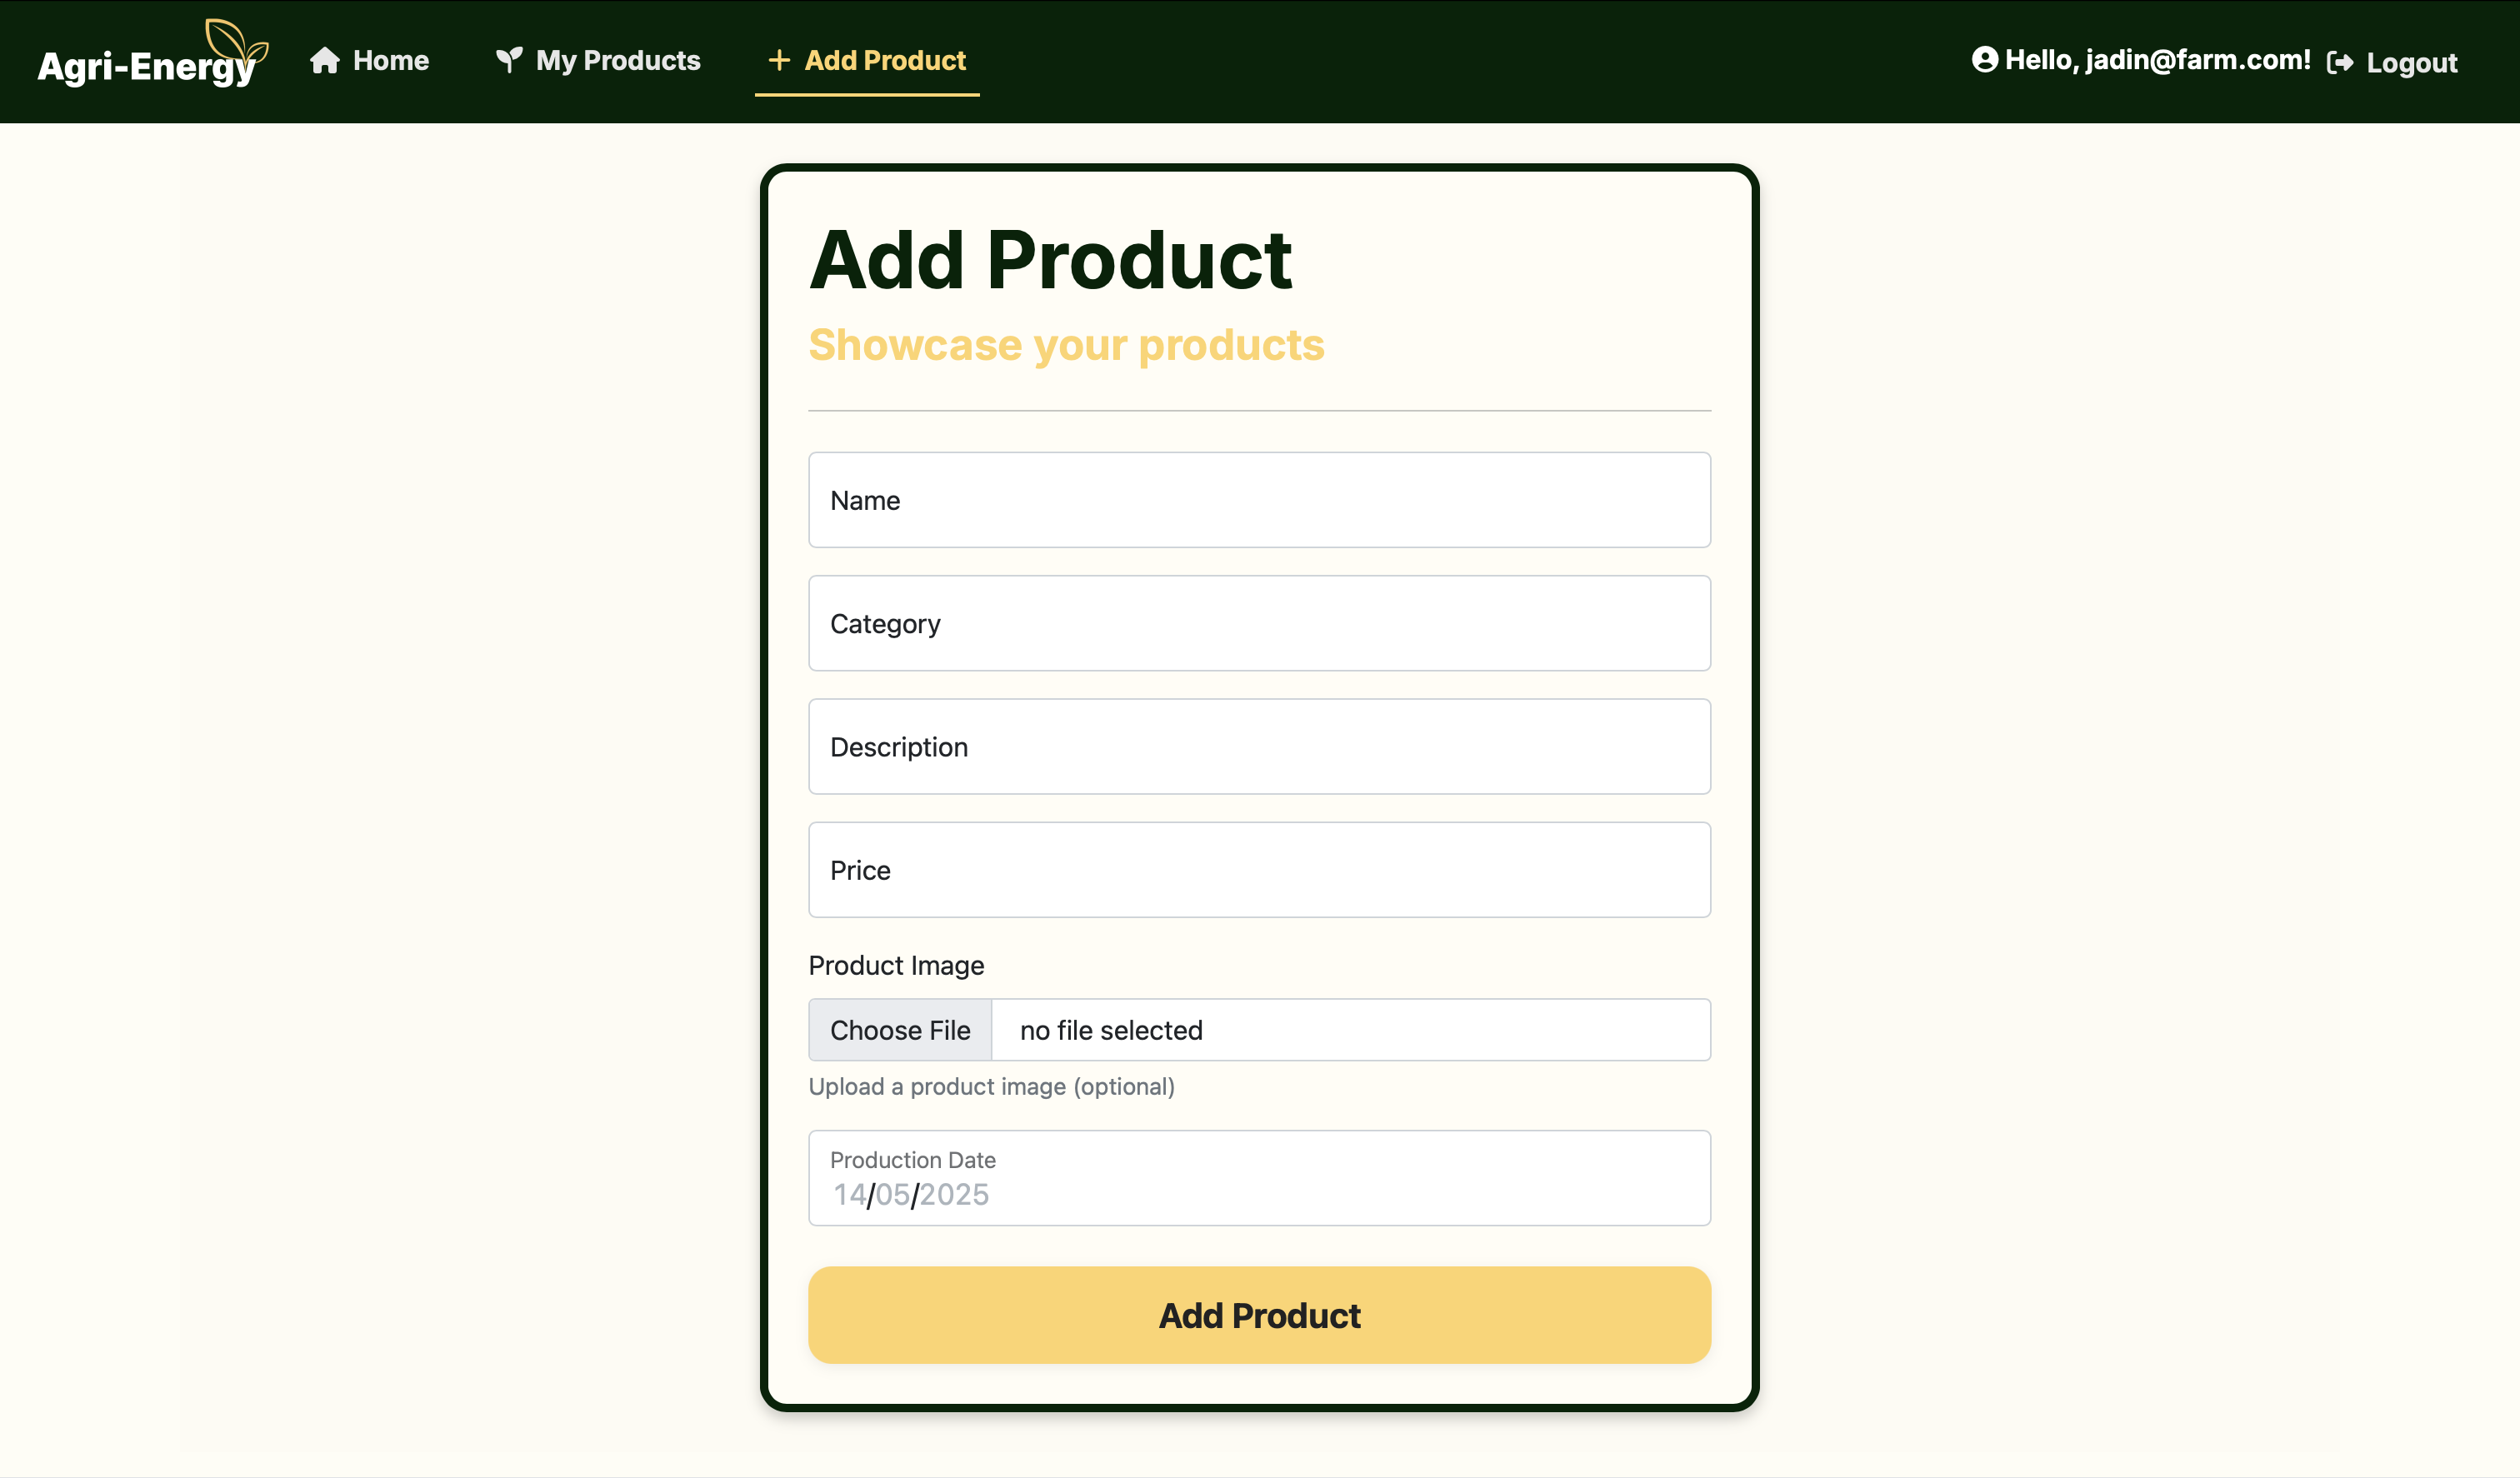 Agri-Energy Home My Products + Add Product Hello, jadin@farm.com! Logout
Add Product
Showcase your products
Name
Category
Description
Price
Product Image
Choose File no file selected
Upload a product image (optional)
Production Date
14/05/2025
Add Product